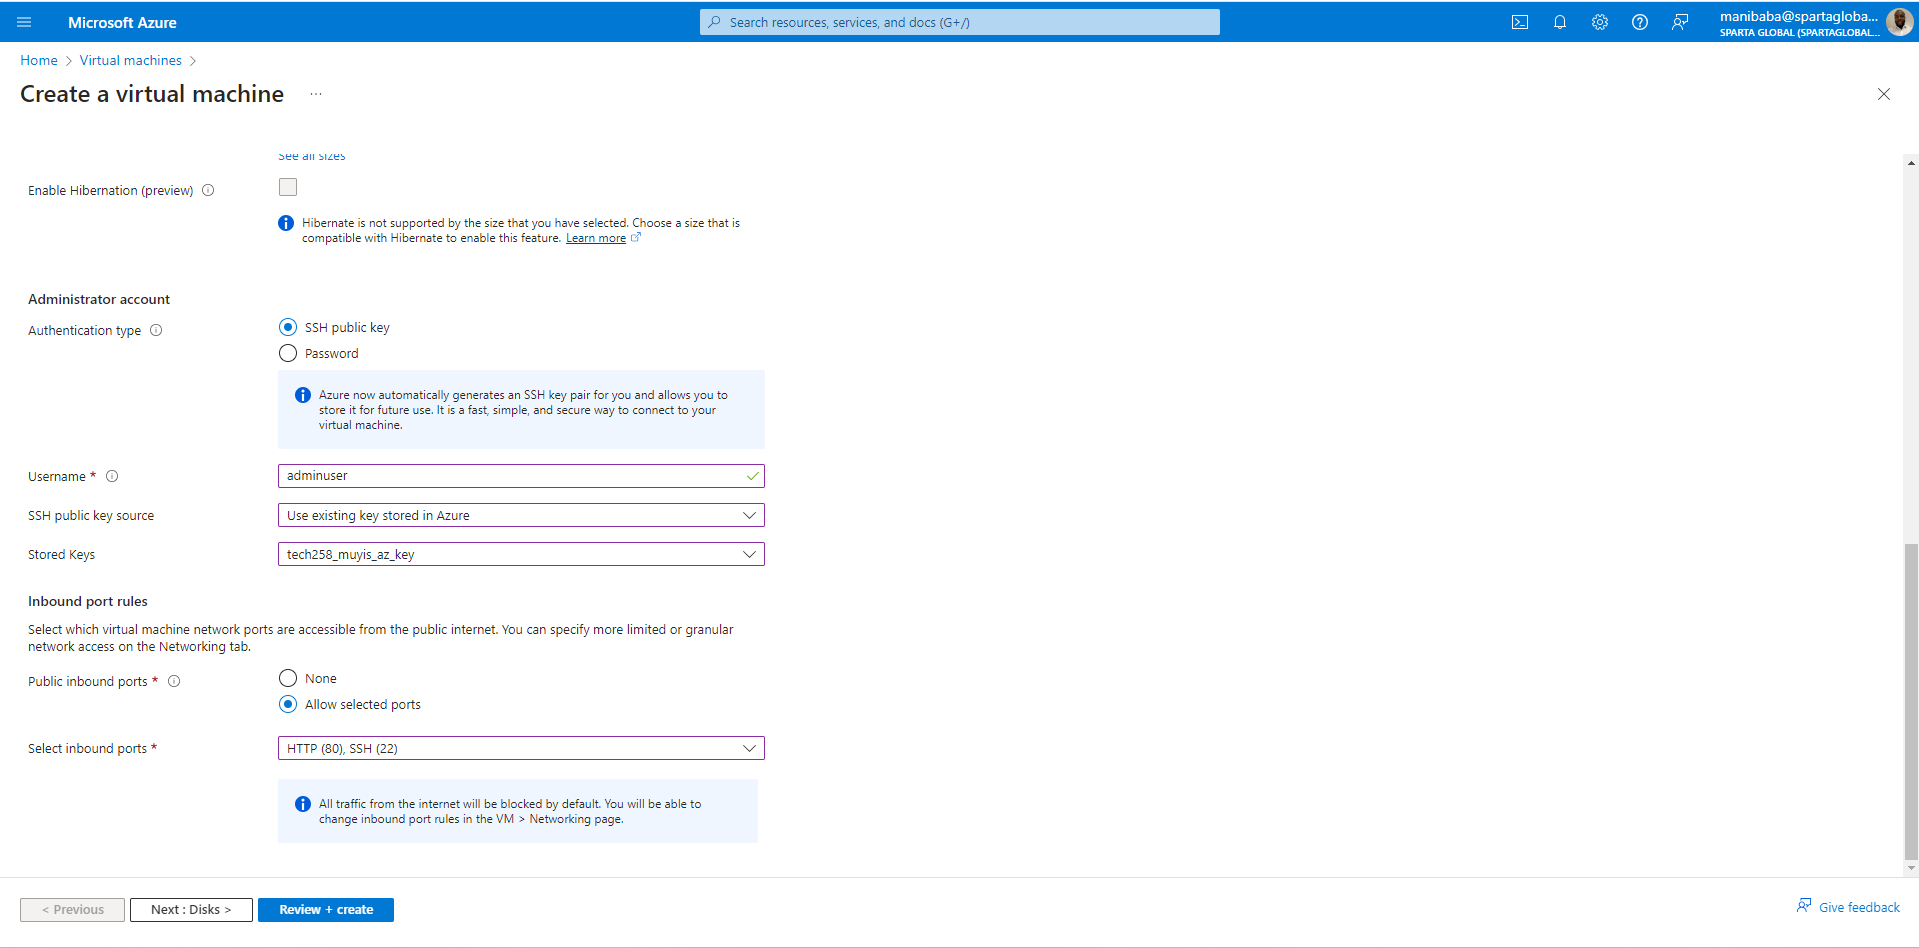 Microsoft Azure
Search resources, services, and docs (G+/)
manibaba@spartagloba...
SPARTA GLOBAL (SPARTAGLOBAL...
Home > Virtual machines >
Create a virtual machine ...
See all sizes
Enable Hibernation (preview)
Hibernate is not supported by the size that you have selected. Choose a size that is
compatible with Hibernate to enable this feature. Learn more
Administrator account
Authentication type
SSH public key
Password
Azure now automatically generates an SSH key pair for you and allows you to
store it for future use. It is a fast, simple, and secure way to connect to your
virtual machine.
Username *
adminuser
SSH public key source
Use existing key stored in Azure
Stored Keys
tech258_muyis_az_key
Inbound port rules
Select which virtual machine network ports are accessible from the public internet. You can specify more limited or granular
network access on the Networking tab.
Public inbound ports *
None
Allow selected ports
Select inbound ports *
HTTP (80), SSH (22)
All traffic from the internet will be blocked by default. You will be able to
change inbound port rules in the VM > Networking page.
< Previous
Next : Disks >
Review + create
Give feedback